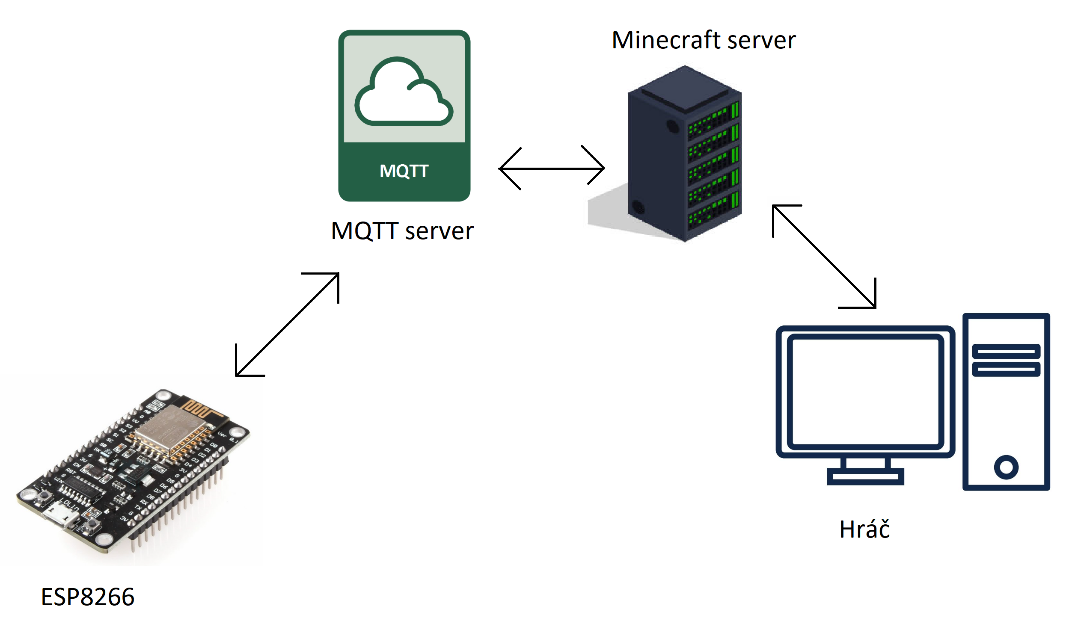 Minecraft server
MQTT
MQTT server
Hráč
ESP8266